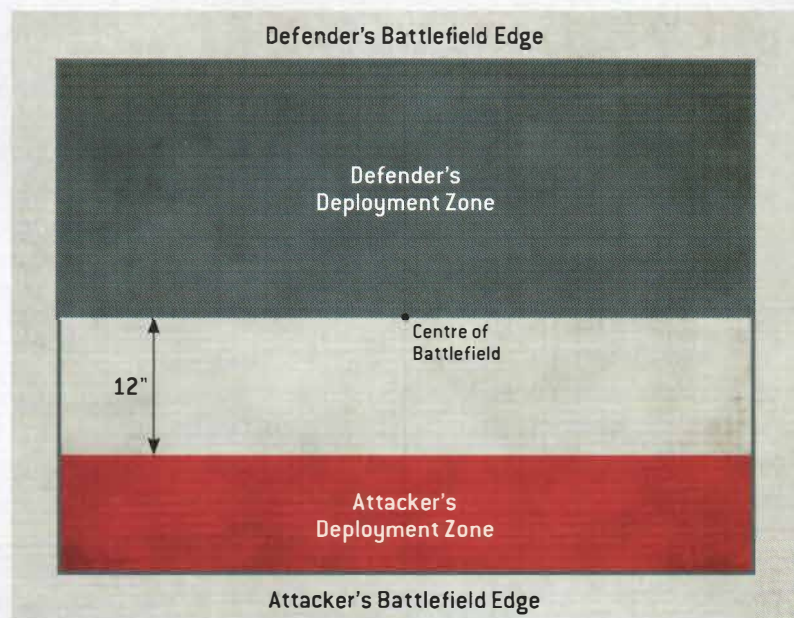 Defender's Battlefield Edge
Defender's
Deployment Zone
Centre of
Battlefield
12"
Attacker's
Deployment Zone
Attacker's Battlefield Edge